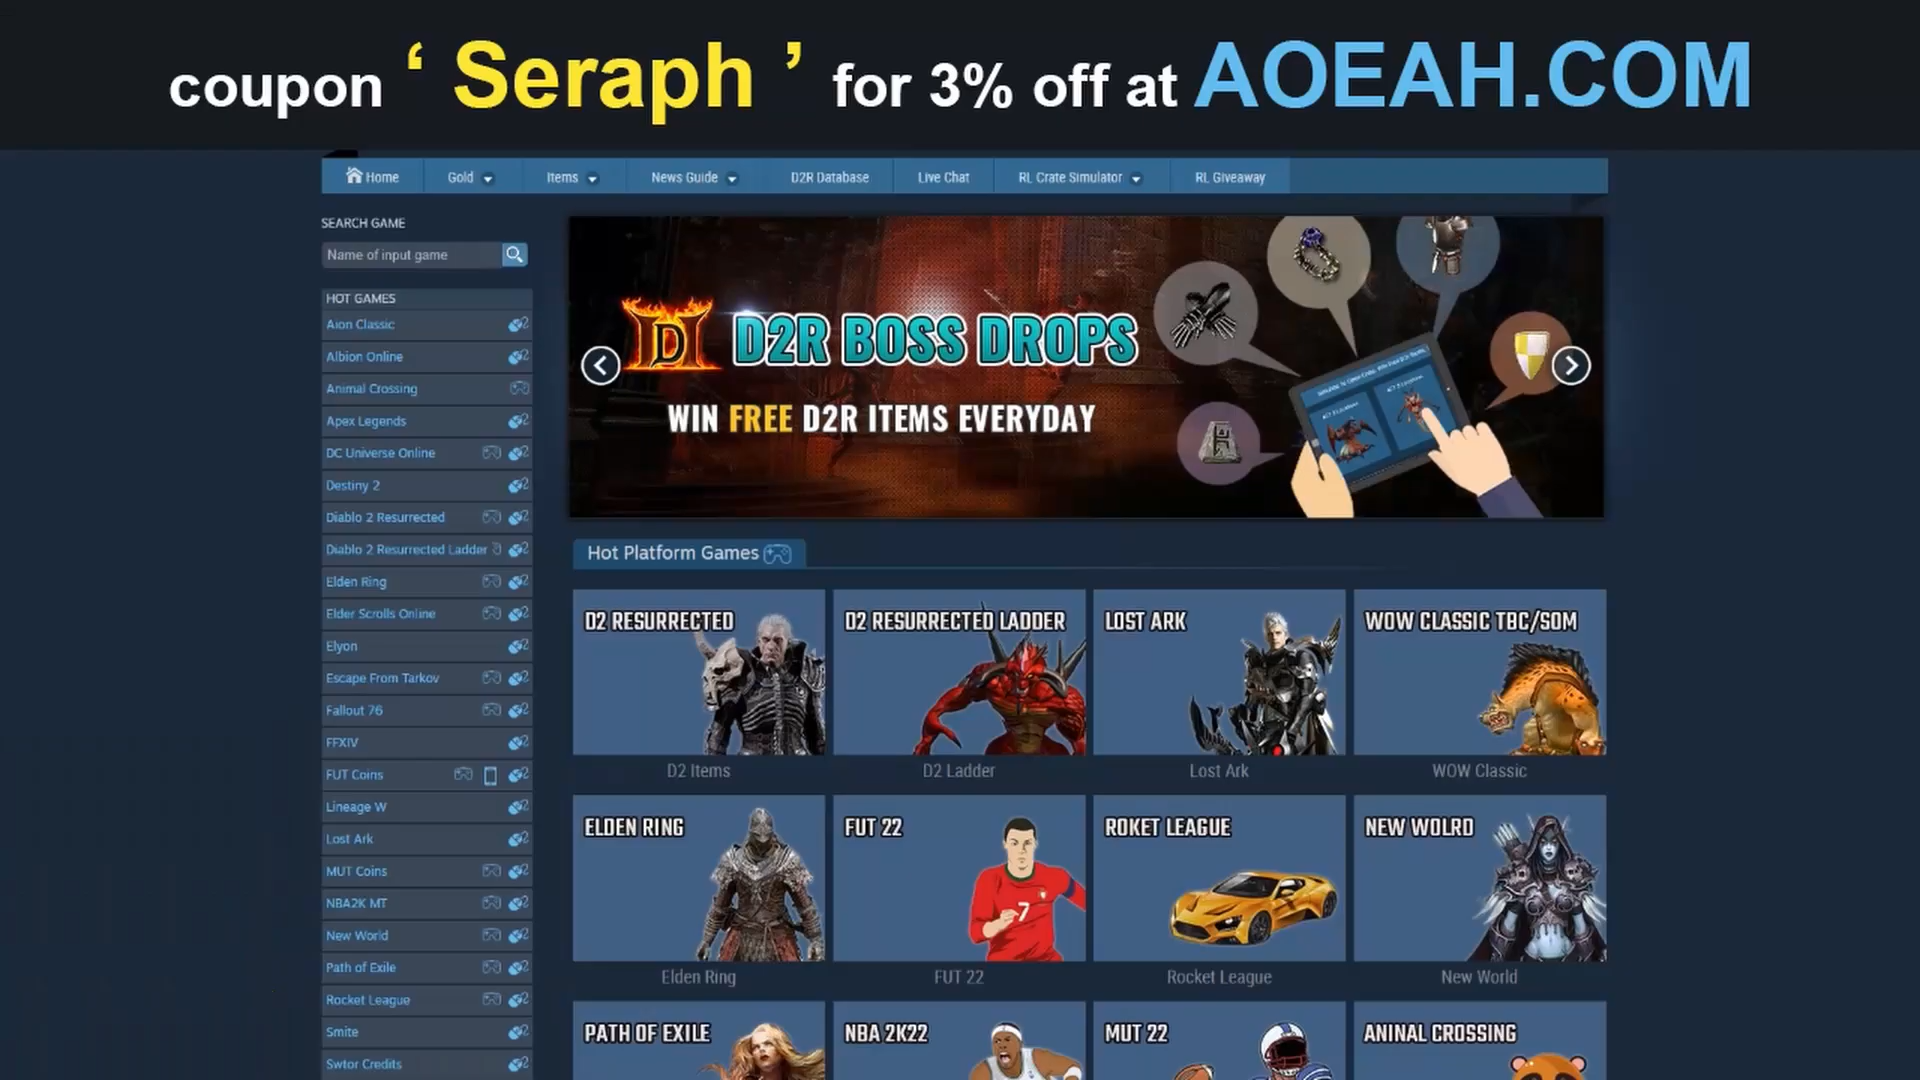 coupon ‘ Seraph ’ for 3% off at AOEAH.COM
Home Gold Items News Guide D2R Database Live Chat RL Crate Simulator RL Giveaway
SEARCH GAME
Name of input game
HOT GAMES
Aion Classic
Albion Online
Animal Crossing
Apex Legends
DC Universe Online
Destiny 2
Diablo 2 Resurrected
Diablo 2 Resurrected Ladder
Elden Ring
Elder Scrolls Online
Elyon
Escape From Tarkov
Fallout 76
FFXIV
FUT Coins
Lineage W
Lost Ark
MUT Coins
NBA2K MT
New World
Path of Exile
Rocket League
Smite
Swtor Credits
D D2R BOSS DROPS
WIN FREE D2R ITEMS EVERYDAY
Hot Platform Games
D2 RESURRECTED D2 RESURRECTED LADDER LOST ARK WOW CLASSIC TBC/SOM
D2 Items D2 Ladder Lost Ark WOW Classic
ELDEN RING FUT 22 ROKET LEAGUE NEW WOLRD
7
Elden Ring FUT 22 Rocket League New World
PATH OF EXILE NBA 2K22 MUT 22 ANINAL CROSSING